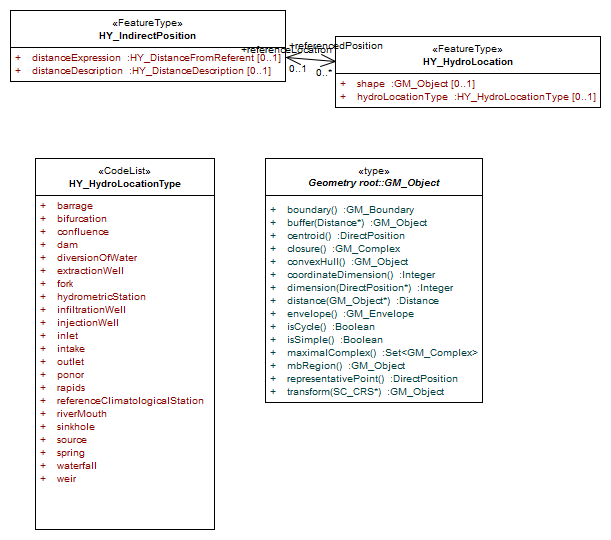 «FeatureType»
HY_IndirectPosition
+ distanceExpression :HY_DistanceFromReferent [0..1]
+ distanceDescription :HY_DistanceDescription [0..1]
+referencedPosition
+referenceLocation
0..1
0..*
«FeatureType»
HY_HydroLocation
+ shape :GM_Object [0..1]
+ hydroLocationType :HY_HydroLocationType [0..1]
«CodeList»
HY_HydroLocationType
+ barrage
+ bifurcation
+ confluence
+ dam
+ diversionOfWater
+ extractionWell
+ fork
+ hydrometricStation
+ infiltrationWell
+ injectionWell
+ inlet
+ intake
+ outlet
+ ponor
+ rapids
+ referenceClimatologicalStation
+ riverMouth
+ sinkhole
+ source
+ spring
+ waterfall
+ weir
«type»
Geometry root::GM_Object
+ boundary() :GM_Boundary
+ buffer(Distance*) :GM_Object
+ centroid() :DirectPosition
+ closure() :GM_Complex
+ convexHull() :GM_Object
+ coordinateDimension() :Integer
+ dimension(DirectPosition*) :Integer
+ distance(GM_Object*) :Distance
+ envelope() :GM_Envelope
+ isCycle() :Boolean
+ isSimple() :Boolean
+ maximalComplex() :Set<GM_Complex>
+ mbRegion() :GM_Object
+ representativePoint() :DirectPosition
+ transform(SC_CRS*) :GM_Object